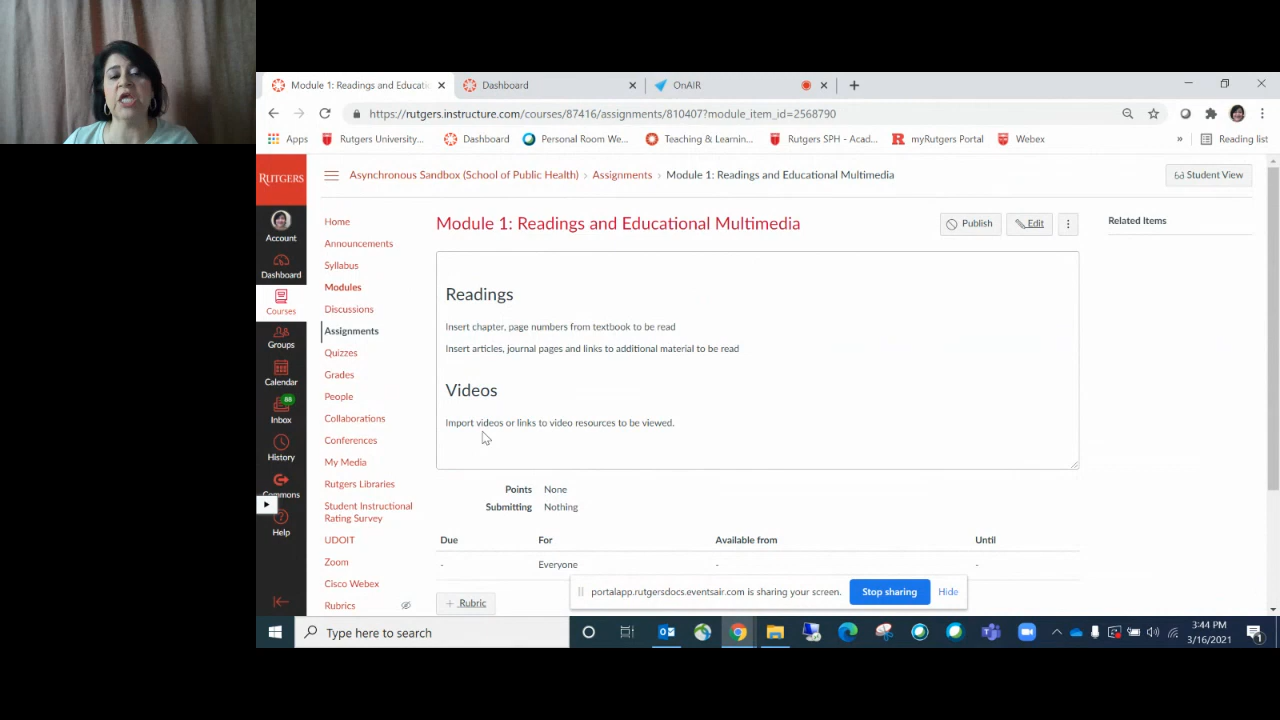 Module 1: Readings and Educati
Dashboard
OnAIR
https://rutgers.instructure.com/courses/87416/assignments/810407?module_item_id=2568790
Apps
Rutgers University...
Dashboard
Personal Room We...
Teaching & Learnin...
Rutgers SPH - Acad...
myRutgers Portal
Webex
»
Reading list
RUTGERS
Asynchronous Sandbox (School of Public Health) › Assignments › Module 1: Readings and Educational Multimedia
Student View
Account
Dashboard
Courses
Groups
Calendar
88
Inbox
History
Commons
Help
Home
Announcements
Syllabus
Modules
Discussions
Assignments
Quizzes
Grades
People
Collaborations
Conferences
My Media
Rutgers Libraries
Student Instructional
Rating Survey
UDOIT
Zoom
Cisco Webex
Rubrics
Module 1: Readings and Educational Multimedia
Publish
Edit
Related Items
Readings
Insert chapter, page numbers from textbook to be read
Insert articles, journal pages and links to additional material to be read
Videos
Import videos or links to video resources to be viewed.
Points None
Submitting Nothing
Due For Available from Until
- Everyone - -
+ Rubric
portalapp.rutgersdocs.eventsair.com is sharing your screen.
Stop sharing
Hide
Type here to search
3:44 PM
3/16/2021
1